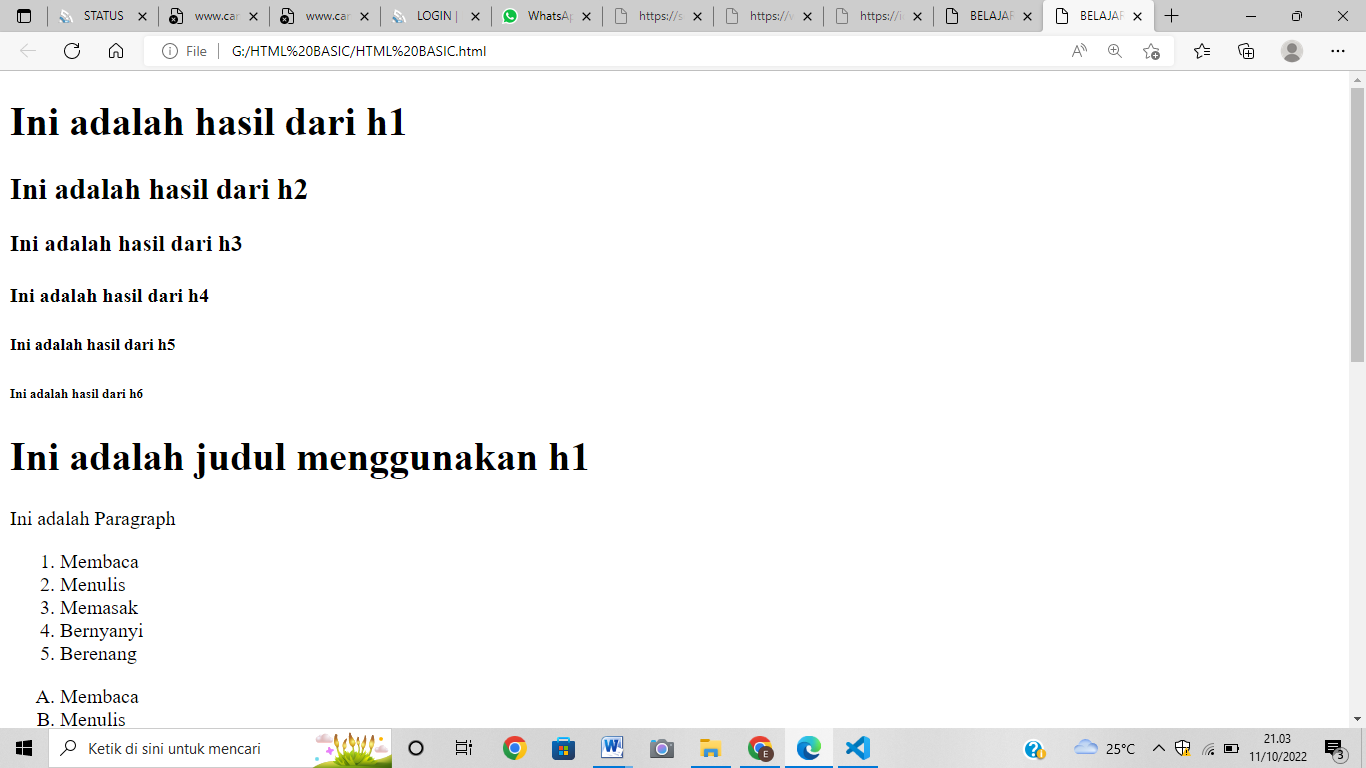 STATUS
www.car
www.car
LOGIN |
WhatsAp
https://s
https://v
https://i
BELAJAR
BELAJAR
File
G:/HTML%20BASIC/HTML%20BASIC.html
Ini adalah hasil dari h1
Ini adalah hasil dari h2
Ini adalah hasil dari h3
Ini adalah hasil dari h4
Ini adalah hasil dari h5
Ini adalah hasil dari h6
Ini adalah judul menggunakan h1
Ini adalah Paragraph
1. Membaca
2. Menulis
3. Memasak
4. Bernyanyi
5. Berenang
A. Membaca
B. Menulis
Ketik di sini untuk mencari
25°C
21.03
11/10/2022
3